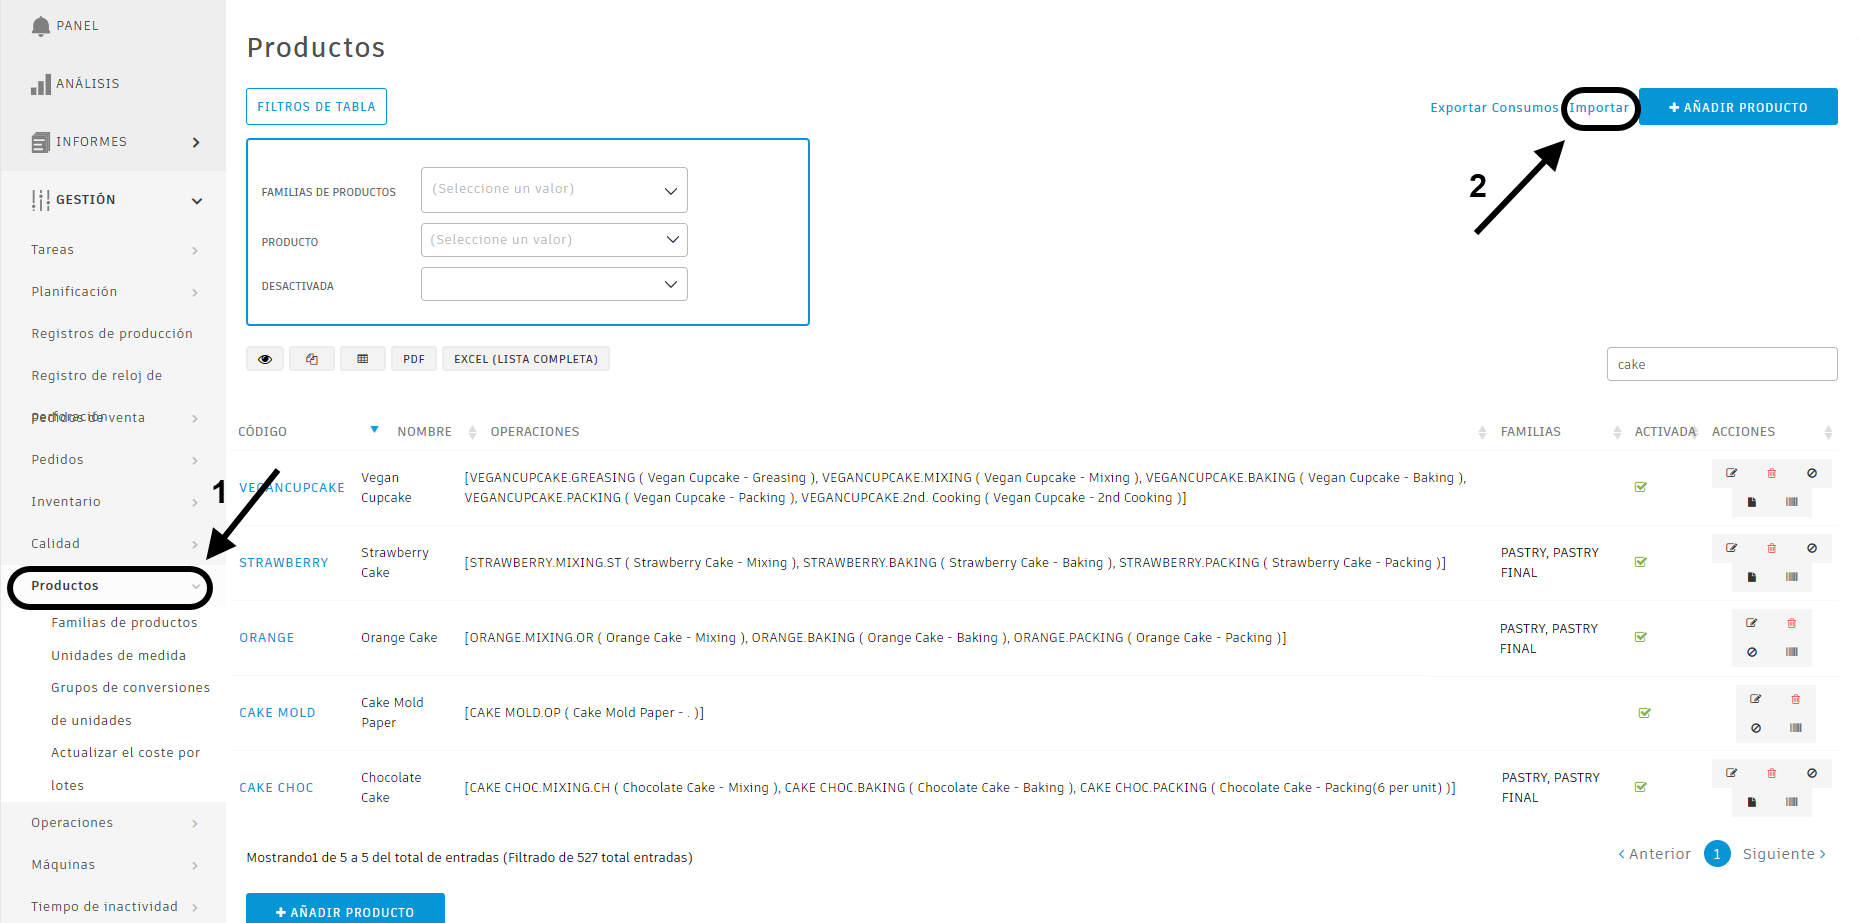 PANEL
ANÁLISIS
INFORMES
GESTIÓN
Tareas
Planificación
Registros de producción
Registro de reloj de
perforación
Pedidos de venta
Pedidos
Inventario
Calidad
1
Productos
Familias de productos
Unidades de medida
Grupos de conversiones
de unidades
Actualizar el coste por
lotes
Operaciones
Máquinas
Tiempo de inactividad
Productos
FILTROS DE TABLA
Exportar Consumos Importar + AÑADIR PRODUCTO
2
FAMILIAS DE PRODUCTOS (Seleccione un valor)
PRODUCTO (Seleccione un valor)
DESACTIVADA
PDF EXCEL (LISTA COMPLETA)
cake
CÓDIGO NOMBRE OPERACIONES FAMILIAS ACTIVADA ACCIONES
VEGANCUPCAKE
Vegan
Cupcake
[VEGANCUPCAKE.GREASING ( Vegan Cupcake - Greasing ), VEGANCUPCAKE.MIXING ( Vegan Cupcake - Mixing ), VEGANCUPCAKE.BAKING ( Vegan Cupcake - Baking ),
VEGANCUPCAKE.PACKING ( Vegan Cupcake - Packing ), VEGANCUPCAKE.2nd. Cooking ( Vegan Cupcake - 2nd Cooking )]
STRAWBERRY
Strawberry
Cake
[STRAWBERRY.MIXING.ST ( Strawberry Cake - Mixing ), STRAWBERRY.BAKING ( Strawberry Cake - Baking ), STRAWBERRY.PACKING ( Strawberry Cake - Packing )]
PASTRY, PASTRY
FINAL
ORANGE
Orange Cake
[ORANGE.MIXING.OR ( Orange Cake - Mixing ), ORANGE.BAKING ( Orange Cake - Baking ), ORANGE.PACKING ( Orange Cake - Packing )]
PASTRY, PASTRY
FINAL
CAKE MOLD
Cake Mold
Paper
[CAKE MOLD.OP ( Cake Mold Paper - . )]
CAKE CHOC
Chocolate
Cake
[CAKE CHOC.MIXING.CH ( Chocolate Cake - Mixing ), CAKE CHOC.BAKING ( Chocolate Cake - Baking ), CAKE CHOC.PACKING ( Chocolate Cake - Packing(6 per unit) )]
PASTRY, PASTRY
FINAL
Mostrando1 de 5 a 5 del total de entradas (Filtrado de 527 total entradas)
Anterior 1 Siguiente
+ AÑADIR PRODUCTO